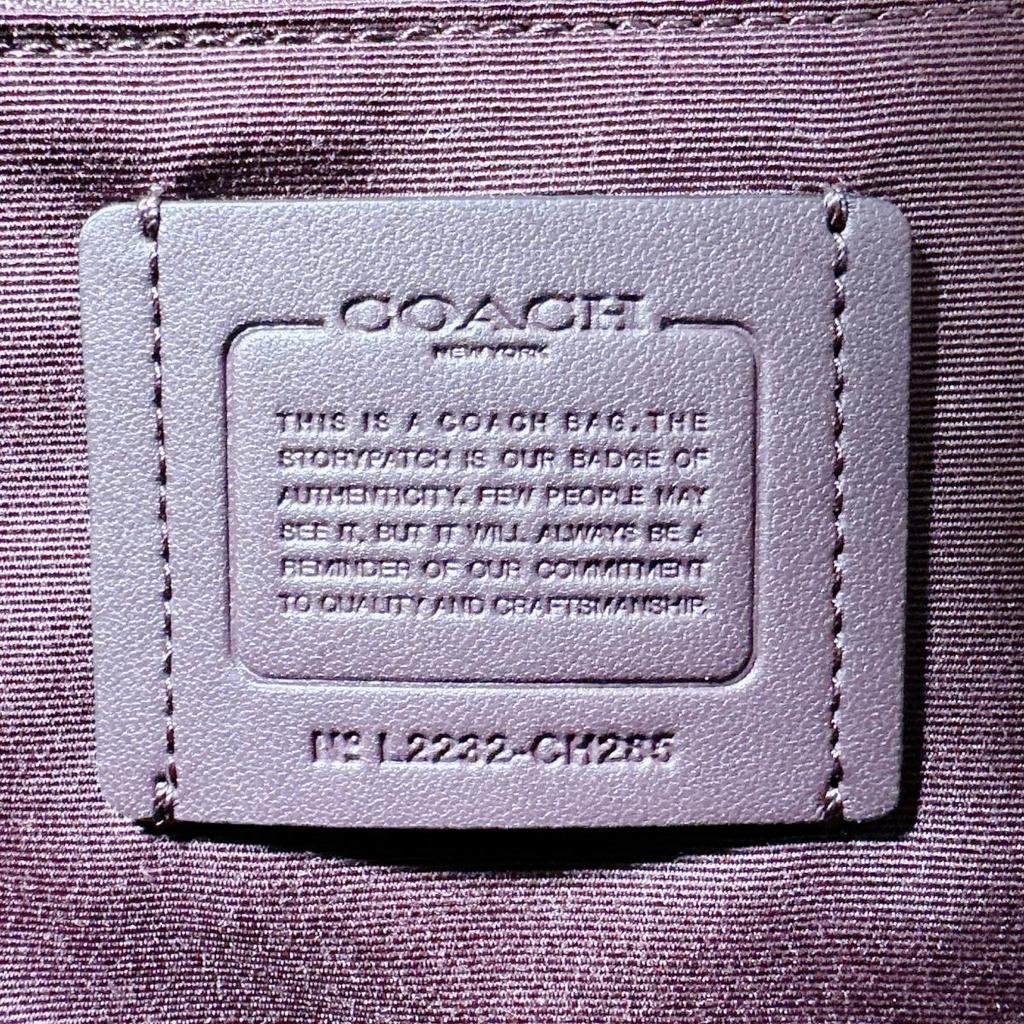 COACH
NEW YORK
THIS IS A COACH BAG. THE
STORYPATCH IS OUR BADGE OF
AUTHENTICITY. FEW PEOPLE MAY
SEE IT, BUT IT WILL ALWAYS BE A
REMINDER OF OUR COMMITMENT
TO QUALITY AND CRAFTSMANSHIP.
Nº L2232-CH285